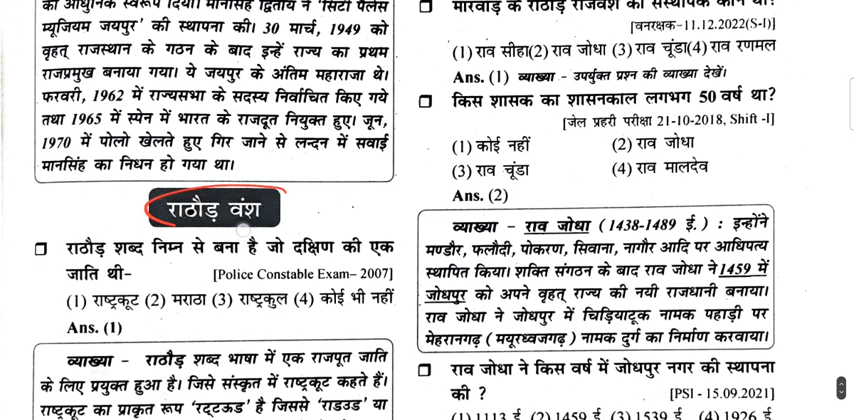 को आधुनिक स्वरूप दिया। मानसिंह द्वितीय ने 'सिटी पैलेस
म्यूजियम जयपुर' की स्थापना की। 30 मार्च, 1949 को
वृहत् राजस्थान के गठन के बाद इन्हें राज्य का प्रथम
राजप्रमुख बनाया गया। ये जयपुर के अंतिम महाराजा थे।
फरवरी, 1962 में राज्यसभा के सदस्य निर्वाचित किए गये
तथा 1965 में स्पेन में भारत के राजदूत नियुक्त हुए। जून,
1970 में पोलो खेलते हुए गिर जाने से लन्दन में सवाई
मानसिंह का निधन हो गया था।
राठौड़ वंश
राठौड़ शब्द निम्न से बना है जो दक्षिण की एक
जाति थी-
[Police Constable Exam– 2007]
(1) राष्ट्रकूट (2) मराठा (3) राष्ट्रकुल (4) कोई भी नहीं
Ans. (1)
व्याख्या - राठौड़ शब्द भाषा में एक राजपूत जाति
के लिए प्रयुक्त हुआ है। जिसे संस्कृत में राष्ट्रकूट कहते हैं।
राष्ट्रकूट का प्राकृत रूप 'रट्टऊड' है जिससे 'राडउड' या
मारवाड़ के राठौड़ राजवंश का संस्थापक कौन था?
[वनरक्षक-11.12.2022(S-I)]
(1) राव सीहा(2) राव जोधा (3) राव चूंडा(4) राव रणमल
Ans. (1) व्याख्या - उपर्युक्त प्रश्न की व्याख्या देखें।
किस शासक का शासनकाल लगभग 50 वर्ष था?
[जेल प्रहरी परीक्षा 21-10-2018, Shift -I]
(1) कोई नहीं (2) राव जोधा
(3) राव चूंडा (4) राव मालदेव
Ans. (2)
व्याख्या - राव जोधा (1438-1489 ई.) : इन्होंने
मण्डौर, फलौदी, पोकरण, सिवाना, नागौर आदि पर आधिपत्य
स्थापित किया। शक्ति संगठन के बाद राव जोधा ने 1459 में
जोधपुर को अपने वृहत् राज्य की नयी राजधानी बनाया।
राव जोधा ने जोधपुर में चिड़ियाटूक नामक पहाड़ी पर
मेहरानगढ़ ( मयूरध्वजगढ़ ) नामक दुर्ग का निर्माण करवाया।
राव जोधा ने किस वर्ष में जोधपुर नगर की स्थापना
की ?
[PSI - 15.09.2021]
(1) 1113 ई. (2) 1459 ई. (3) 1539 ई. (4) 1926 ई